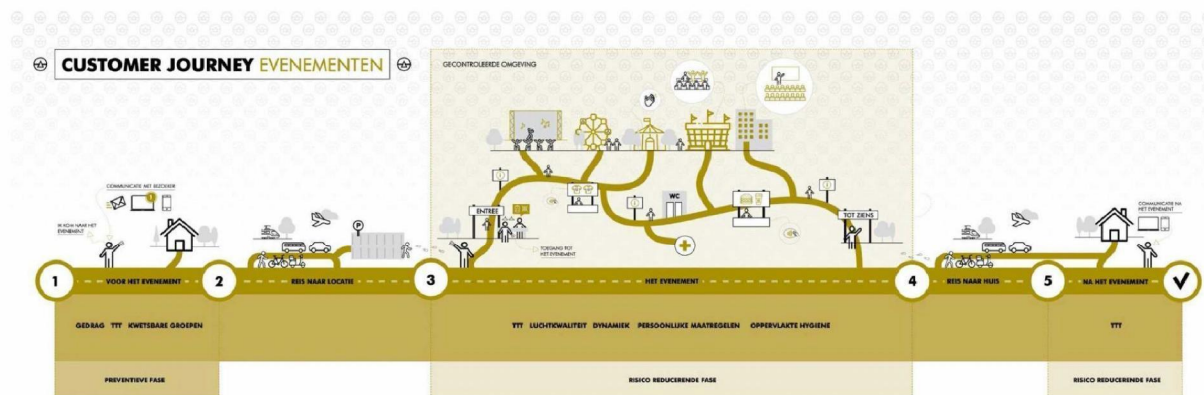 CUSTOMER JOURNEY EVENEMENTEN
GECONTROLEERDE OMGEVING
COMMUNICATIE MET BEZOEKER
1
IK KOM NAAR HET
EVENEMENT
P
ENTREE
TOEGANG TOT
HET EVENEMENT
WC
TOT ZIENS
COMMUNICATIE NA
HET EVENEMENT
1 VOOR HET EVENEMENT 2 REIS NAAR LOCATIE 3 HET EVENEMENT 4 REIS NAAR HUIS 5 NA HET EVENEMENT
GEDRAG TTT KWETSBARE GROEPEN
TTT LUCHTKWALITEIT DYNAMIEK PERSOONLIJKE MAATREGELEN OPPERVLAKTE HYGIENE
TTT
PREVENTIEVE FASE
RISICO REDUCERENDE FASE
RISICO REDUCERENDE FASE